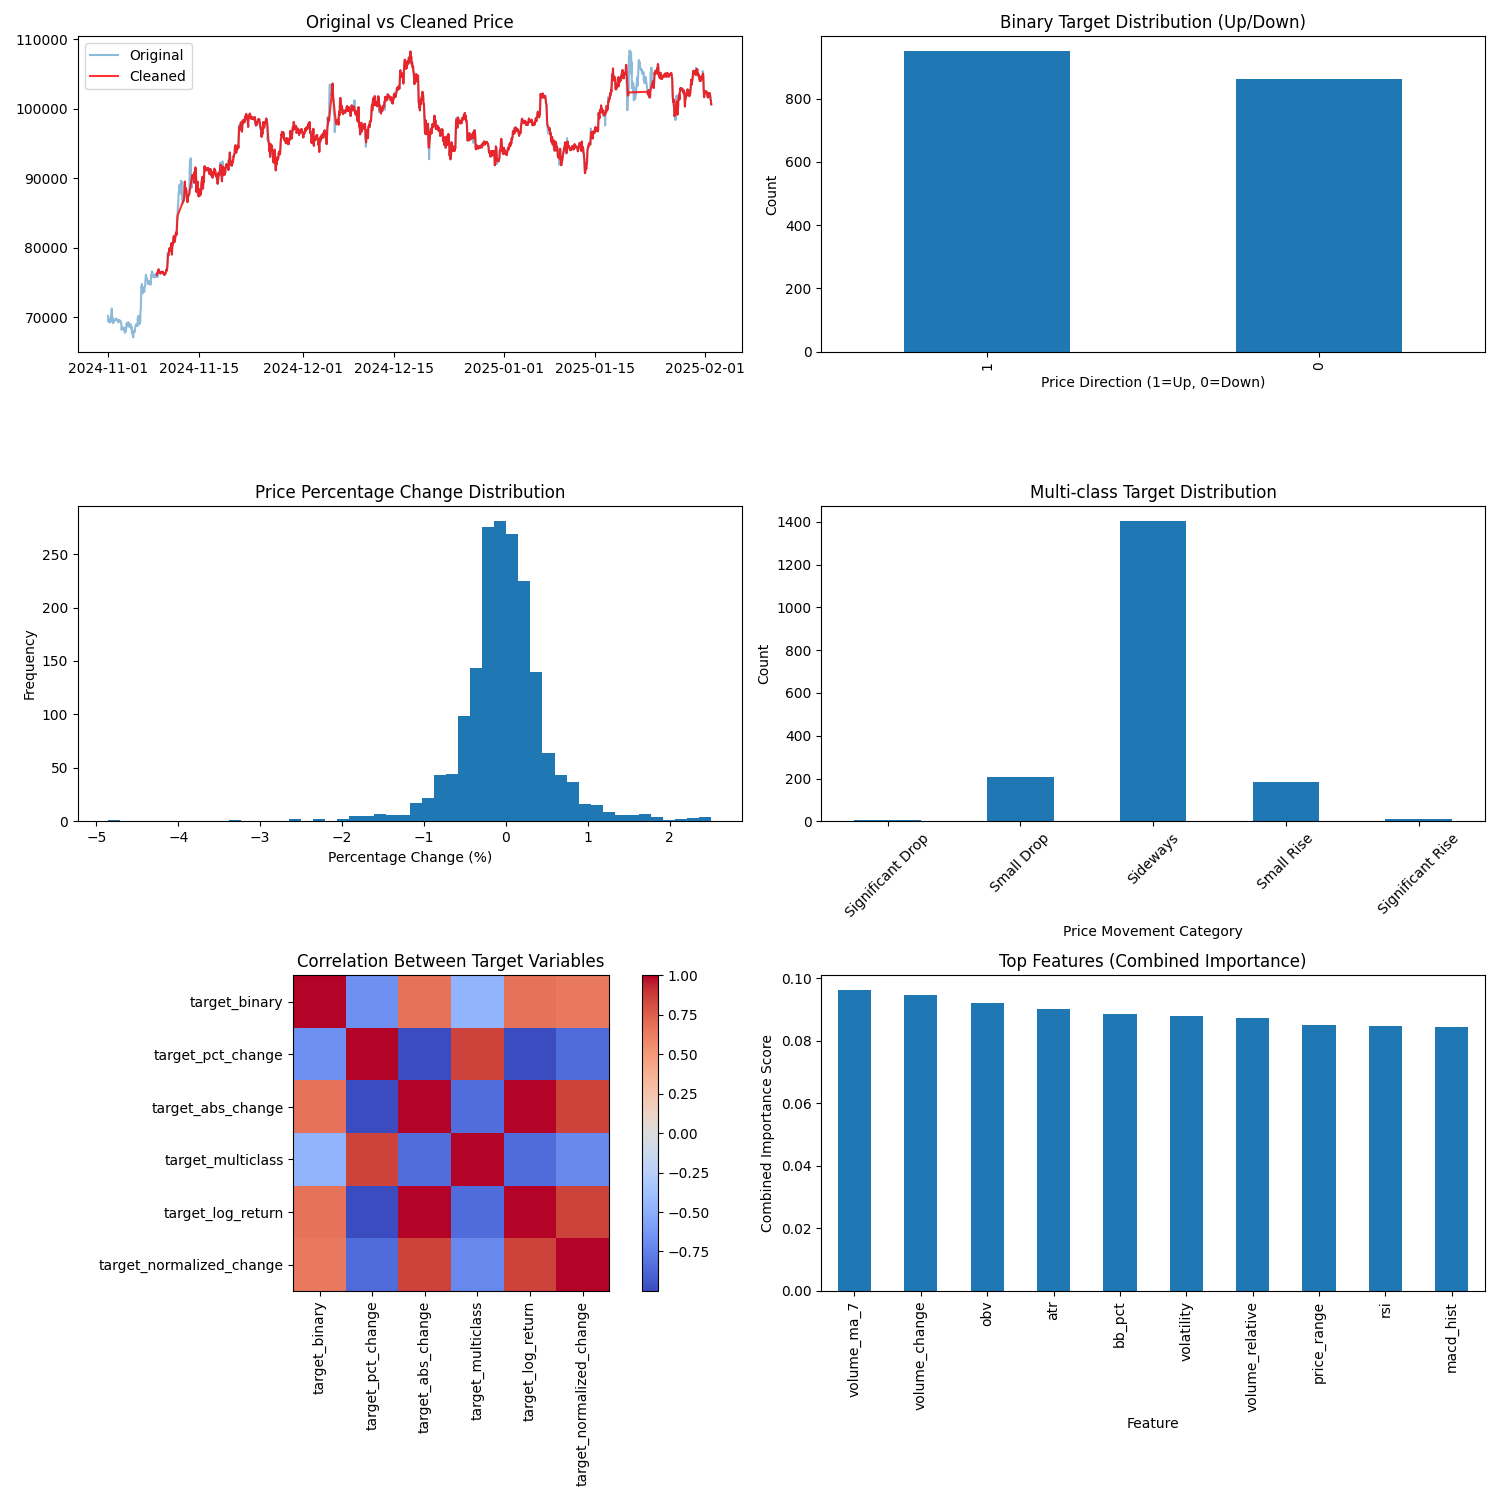 Original vs Cleaned Price
Original
Cleaned
110000
100000
90000
80000
70000
2024-11-01 2024-11-15 2024-12-01 2024-12-15 2025-01-01 2025-01-15 2025-02-01
Binary Target Distribution (Up/Down)
Count
800
600
400
200
0
1 0
Price Direction (1=Up, 0=Down)
Price Percentage Change Distribution
Frequency
250
200
150
100
50
0
−5 −4 −3 −2 −1 0 1 2
Percentage Change (%)
Multi-class Target Distribution
Count
1400
1200
1000
800
600
400
200
0
Significant Drop
Small Drop
Sideways
Small Rise
Significant Rise
Price Movement Category
Correlation Between Target Variables
target_binary
target_pct_change
target_abs_change
target_multiclass
target_log_return
target_normalized_change
target_binary
target_pct_change
target_abs_change
target_multiclass
target_log_return
target_normalized_change
1.00
0.75
0.50
0.25
0.00
−0.25
−0.50
−0.75
Top Features (Combined Importance)
Combined Importance Score
0.10
0.08
0.06
0.04
0.02
0.00
volume_ma_7
volume_change
obv
atr
bb_pct
volatility
volume_relative
price_range
rsi
macd_hist
Feature